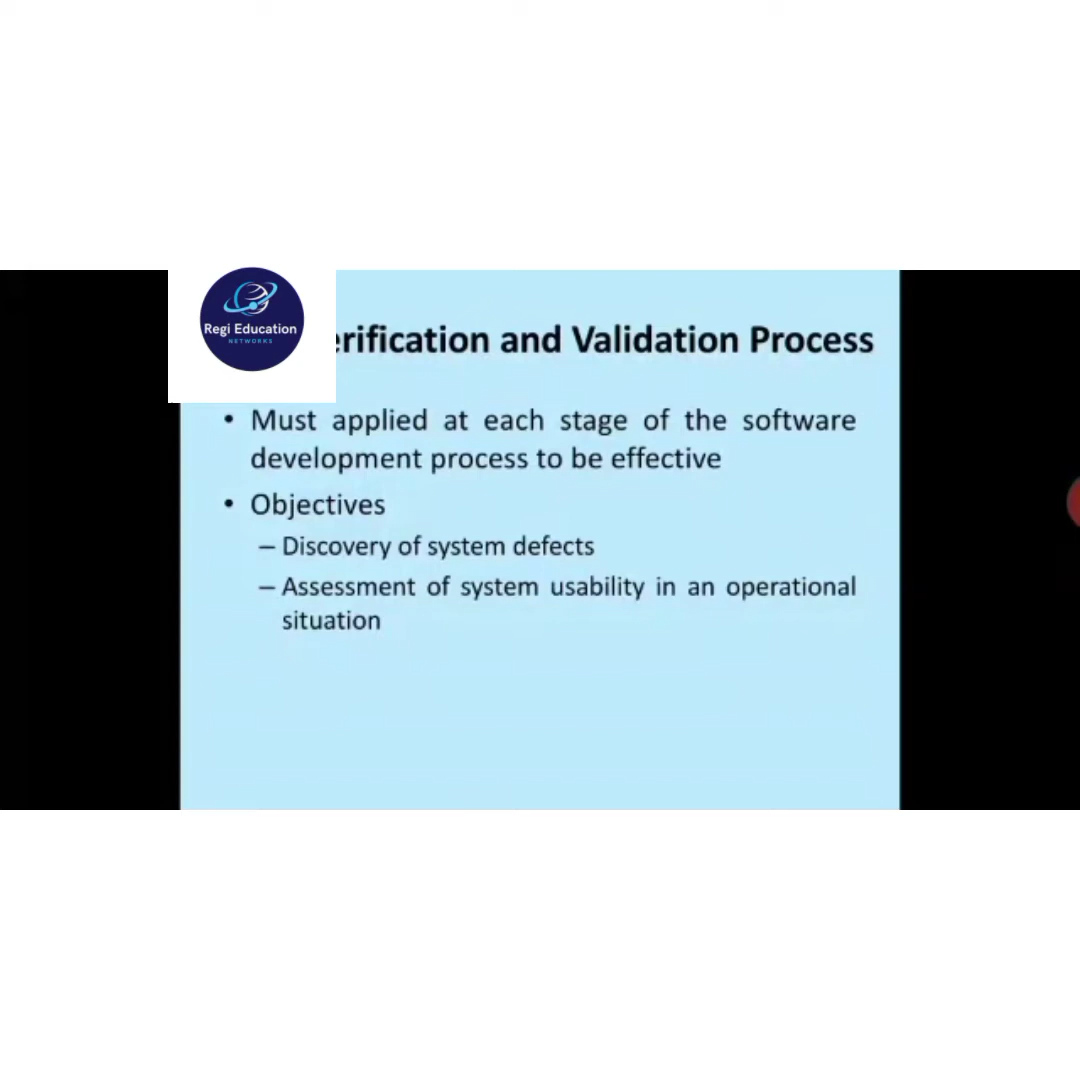 Regi Education
NETWORKS
erification and Validation Process
• Must applied at each stage of the software
development process to be effective
• Objectives
– Discovery of system defects
– Assessment of system usability in an operational
situation